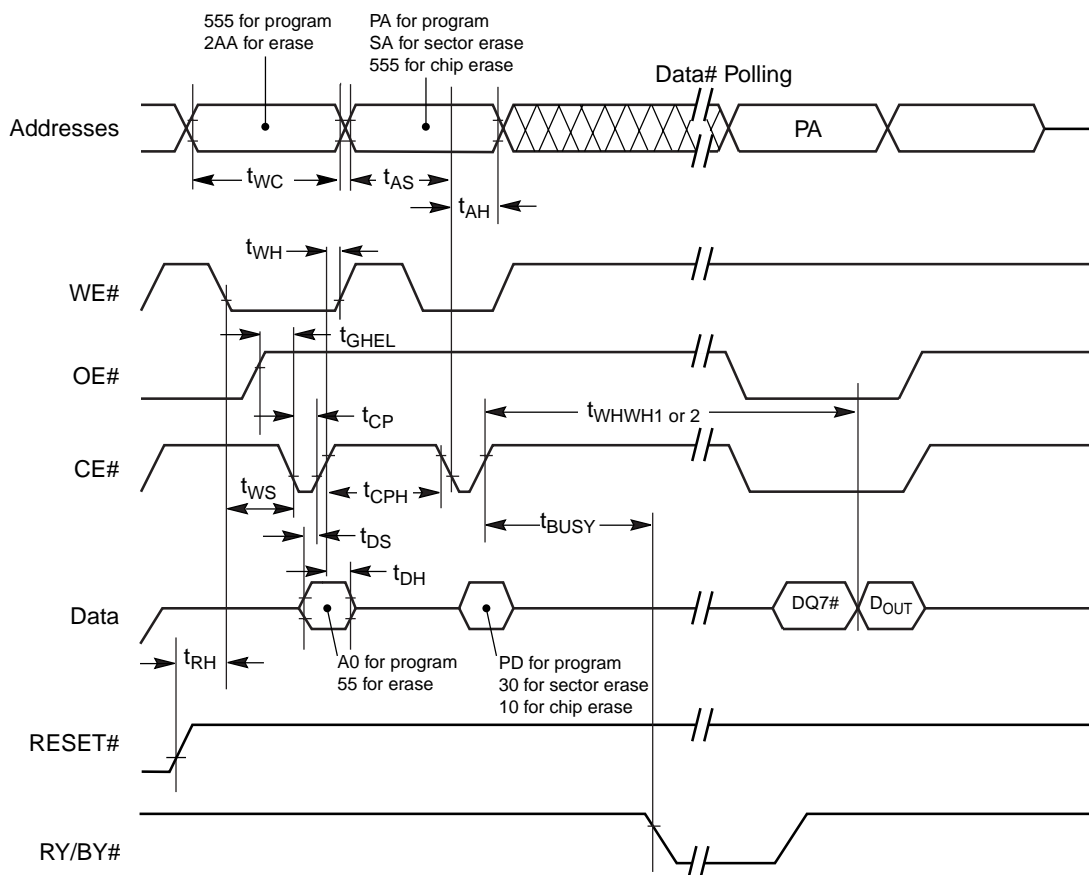 555 for program
2AA for erase
PA for program
SA for sector erase
555 for chip erase
Data# Polling
Addresses
PA
tWC
tAS
tAH
tWH
WE#
tGHEL
OE#
tWHWH1 or 2
tCP
CE#
tWS
tCPH
tBUSY
tDS
tDH
Data
DQ7#
DOUT
tRH
A0 for program
55 for erase
PD for program
30 for sector erase
10 for chip erase
RESET#
RY/BY#